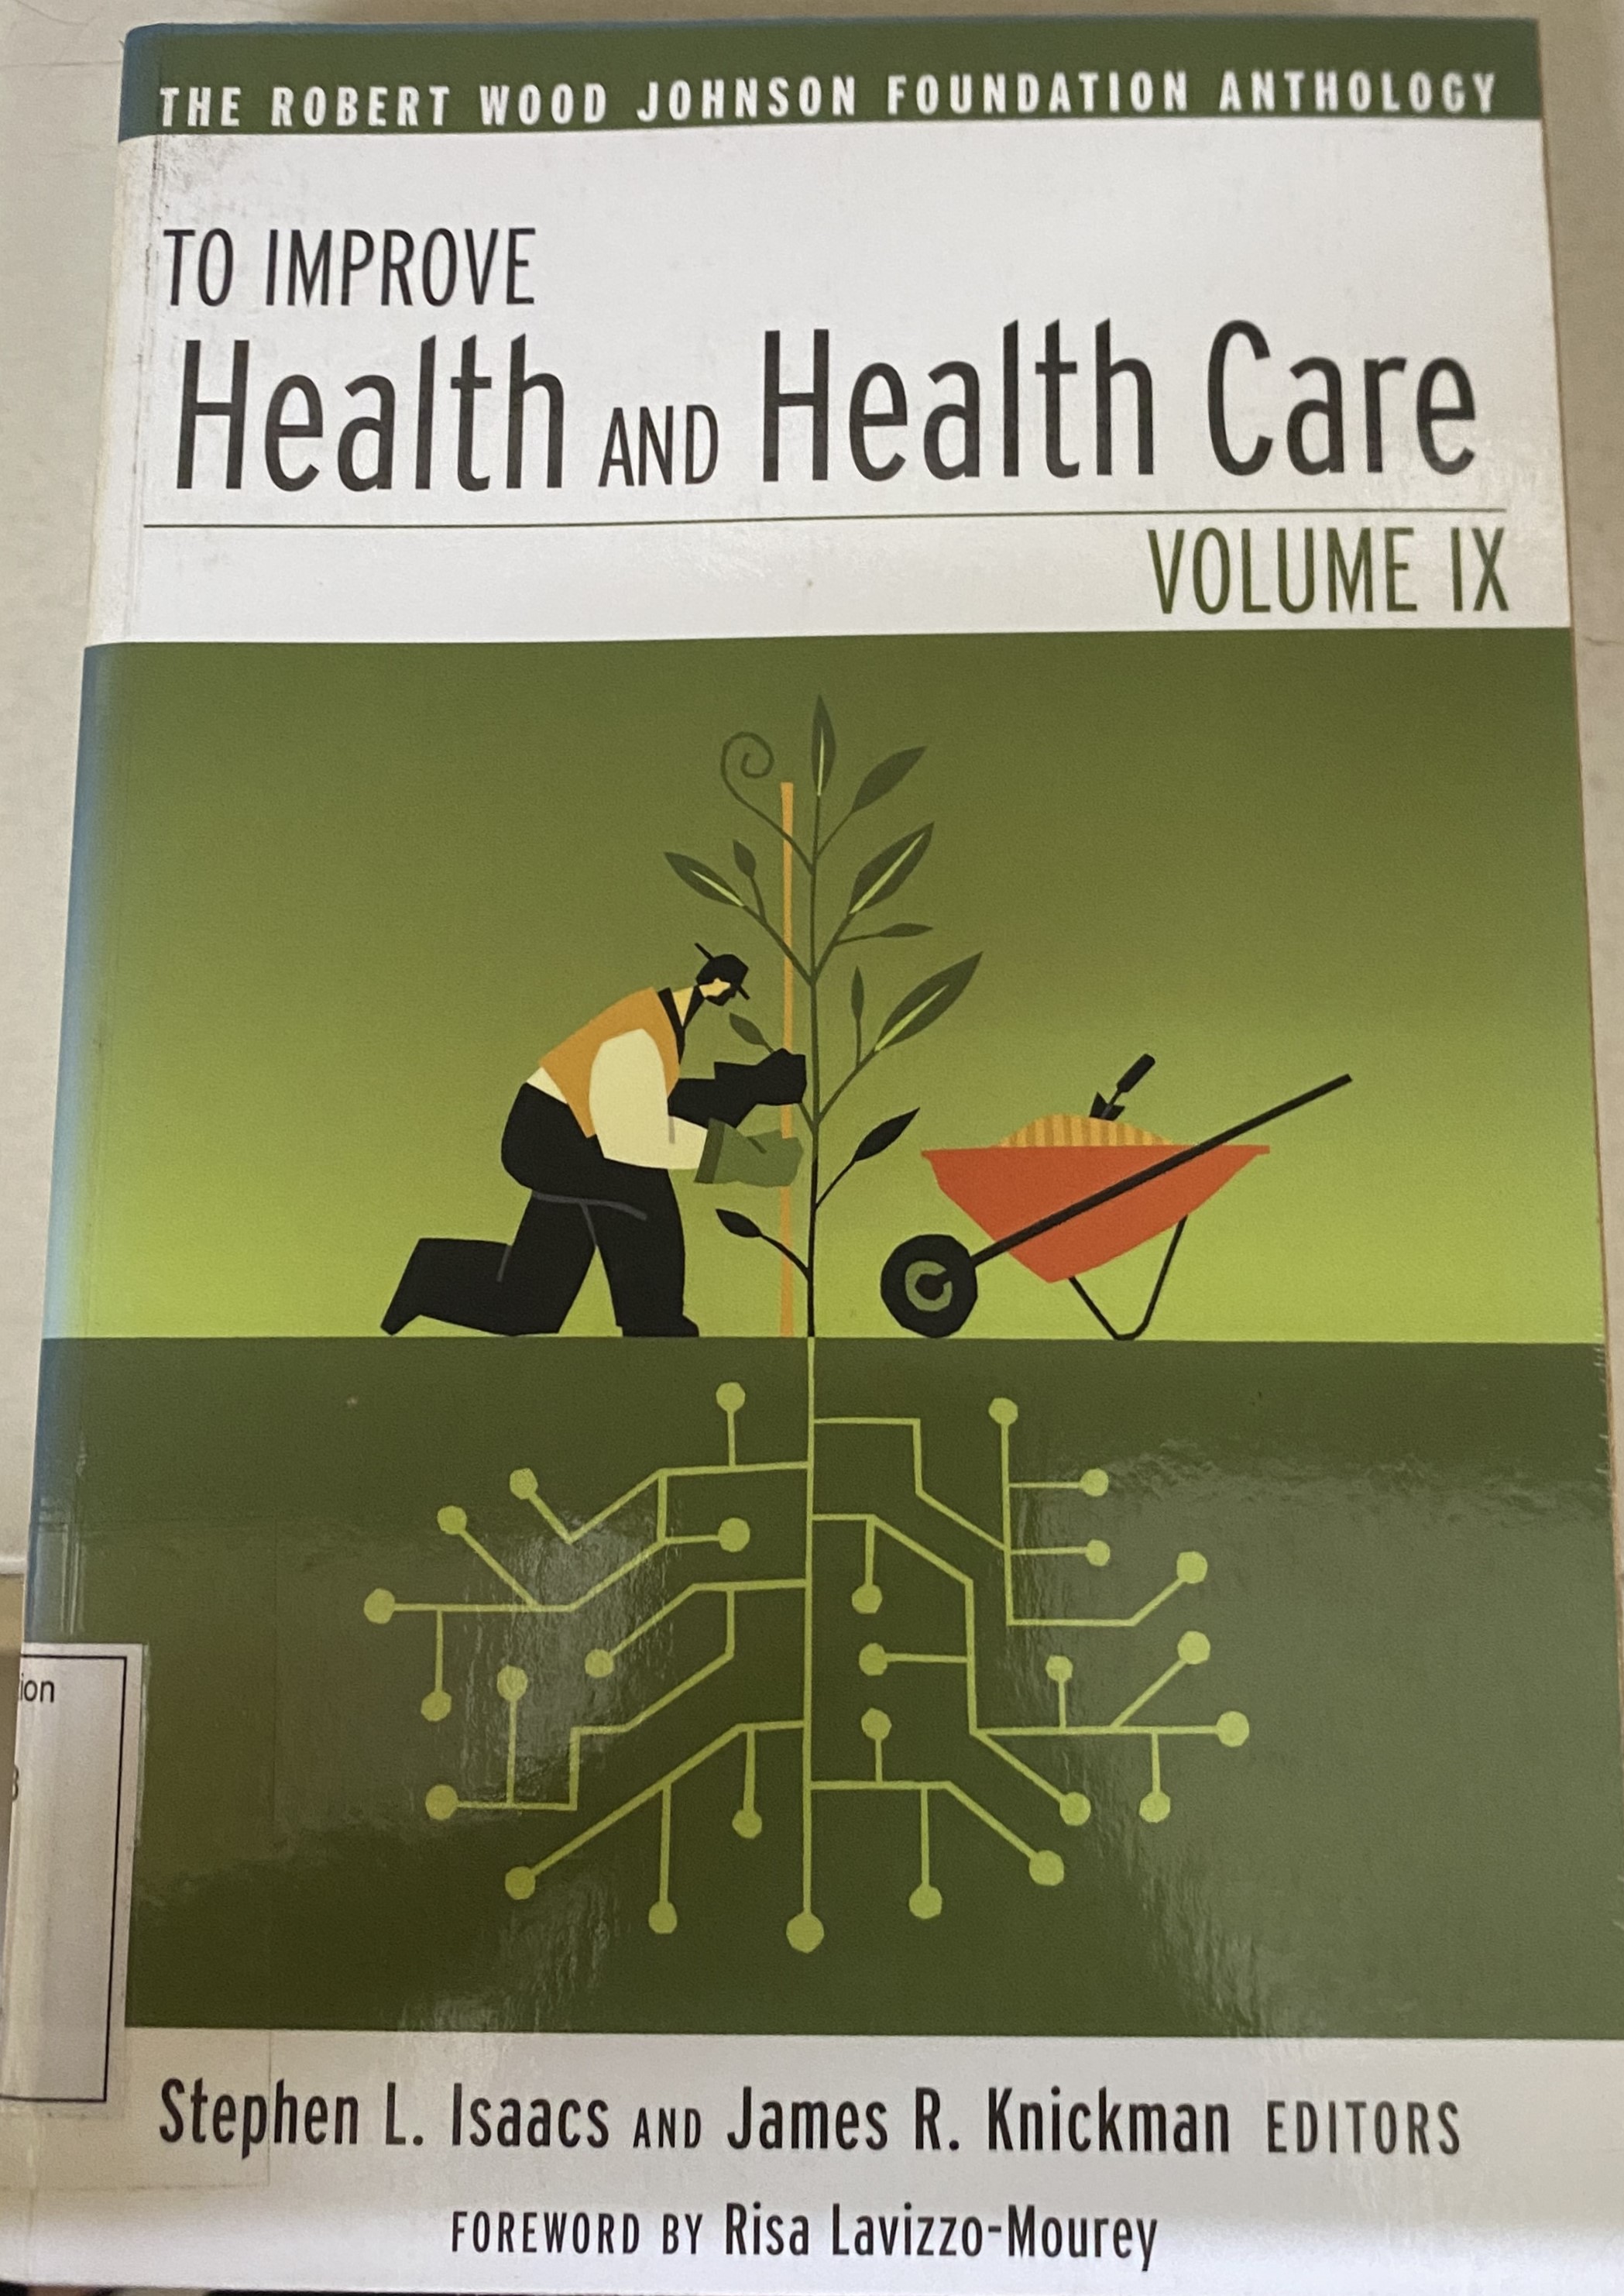 THE ROBERT WOOD JOHNSON FOUNDATION ANTHOLOGY
TO IMPROVE
Health AND Health Care
VOLUME IX
Stephen L. Isaacs AND James R. Knickman EDITORS
FOREWORD BY Risa Lavizzo-Mourey